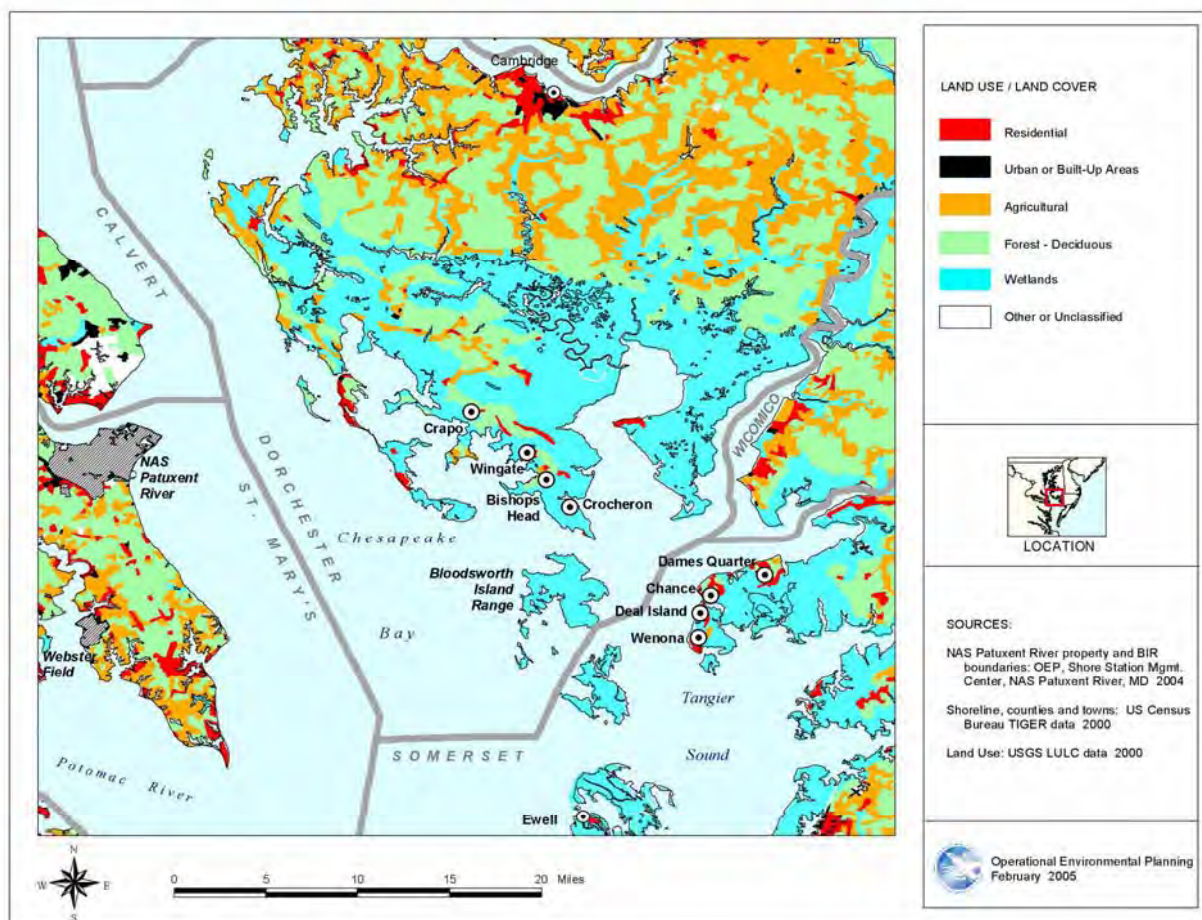 Cambridge
CALVERT
NAS
Patuxent
River
DORCHESTER
ST. MARY'S
Crapo
Wingate
Bishops
Head
Crocheron
WICOMICO
Chesapeake
Bay
Bloodsworth
Island
Range
Dames Quarter
Chance
Deal Island
Wenona
Webster
Field
Tangier
Sound
SOMERSET
Potomac River
Ewell
N
W E
S
0 5 10 15 20 Miles
LAND USE / LAND COVER
Residential
Urban or Built-Up Areas
Agricultural
Forest - Deciduous
Wetlands
Other or Unclassified
LOCATION
SOURCES:
NAS Patuxent River property and BIR
boundaries: OEP, Shore Station Mgmt.
Center, NAS Patuxent River, MD 2004
Shoreline, counties and towns: US Census
Bureau TIGER data 2000
Land Use: USGS LULC data 2000
Operational Environmental Planning
February 2005